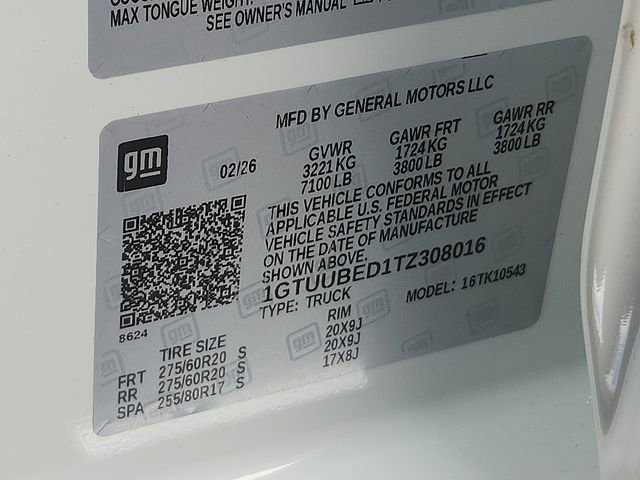 MAX TONGUE WEIGHT,
SEE OWNER'S MANUAL
MFD BY GENERAL MOTORS LLC
gm
02/26
GVWR GAWR FRT GAWR RR
3221 KG 1724 KG 1724 KG
7100 LB 3800 LB 3800 LB
THIS VEHICLE CONFORMS TO ALL
APPLICABLE U.S. FEDERAL MOTOR
VEHICLE SAFETY STANDARDS IN EFFECT
ON THE DATE OF MANUFACTURE
SHOWN ABOVE.
1GTUUBED1TZ308016
TYPE: TRUCK MODEL: 16TK10543
8624
TIRE SIZE RIM
FRT 275/60R20 S 20X9J
RR 275/60R20 S 20X9J
SPA 255/80R17 S 17X8J